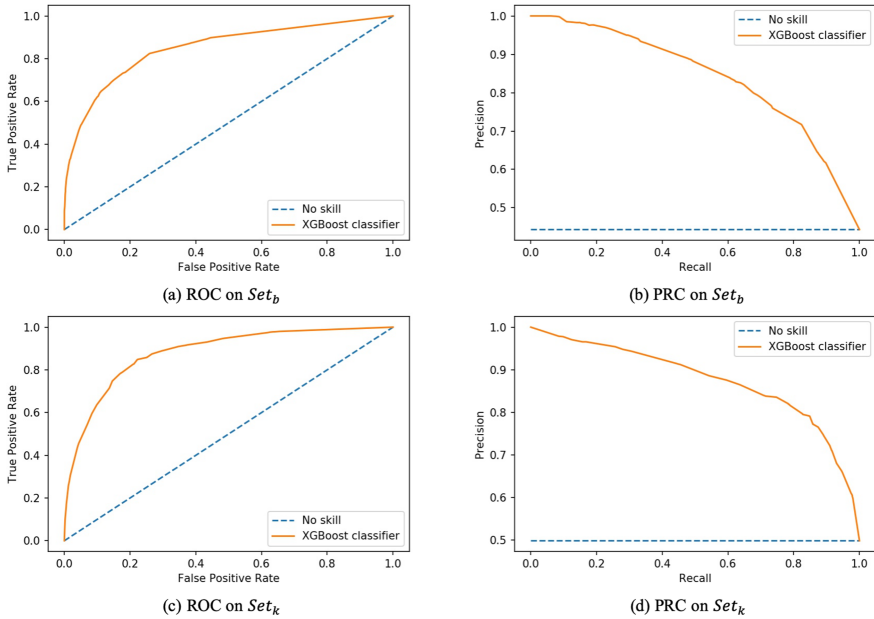 1.0
0.8
0.6
0.4
0.2
0.0
True Positive Rate
0.0 0.2 0.4 0.6 0.8 1.0
False Positive Rate
No skill
XGBoost classifier
(a) ROC on Set_b
1.0
0.9
0.8
0.7
0.6
0.5
Precision
0.0 0.2 0.4 0.6 0.8 1.0
Recall
No skill
XGBoost classifier
(b) PRC on Set_b
1.0
0.8
0.6
0.4
0.2
0.0
True Positive Rate
0.0 0.2 0.4 0.6 0.8 1.0
False Positive Rate
No skill
XGBoost classifier
(c) ROC on Set_k
1.0
0.9
0.8
0.7
0.6
0.5
Precision
0.0 0.2 0.4 0.6 0.8 1.0
Recall
No skill
XGBoost classifier
(d) PRC on Set_k